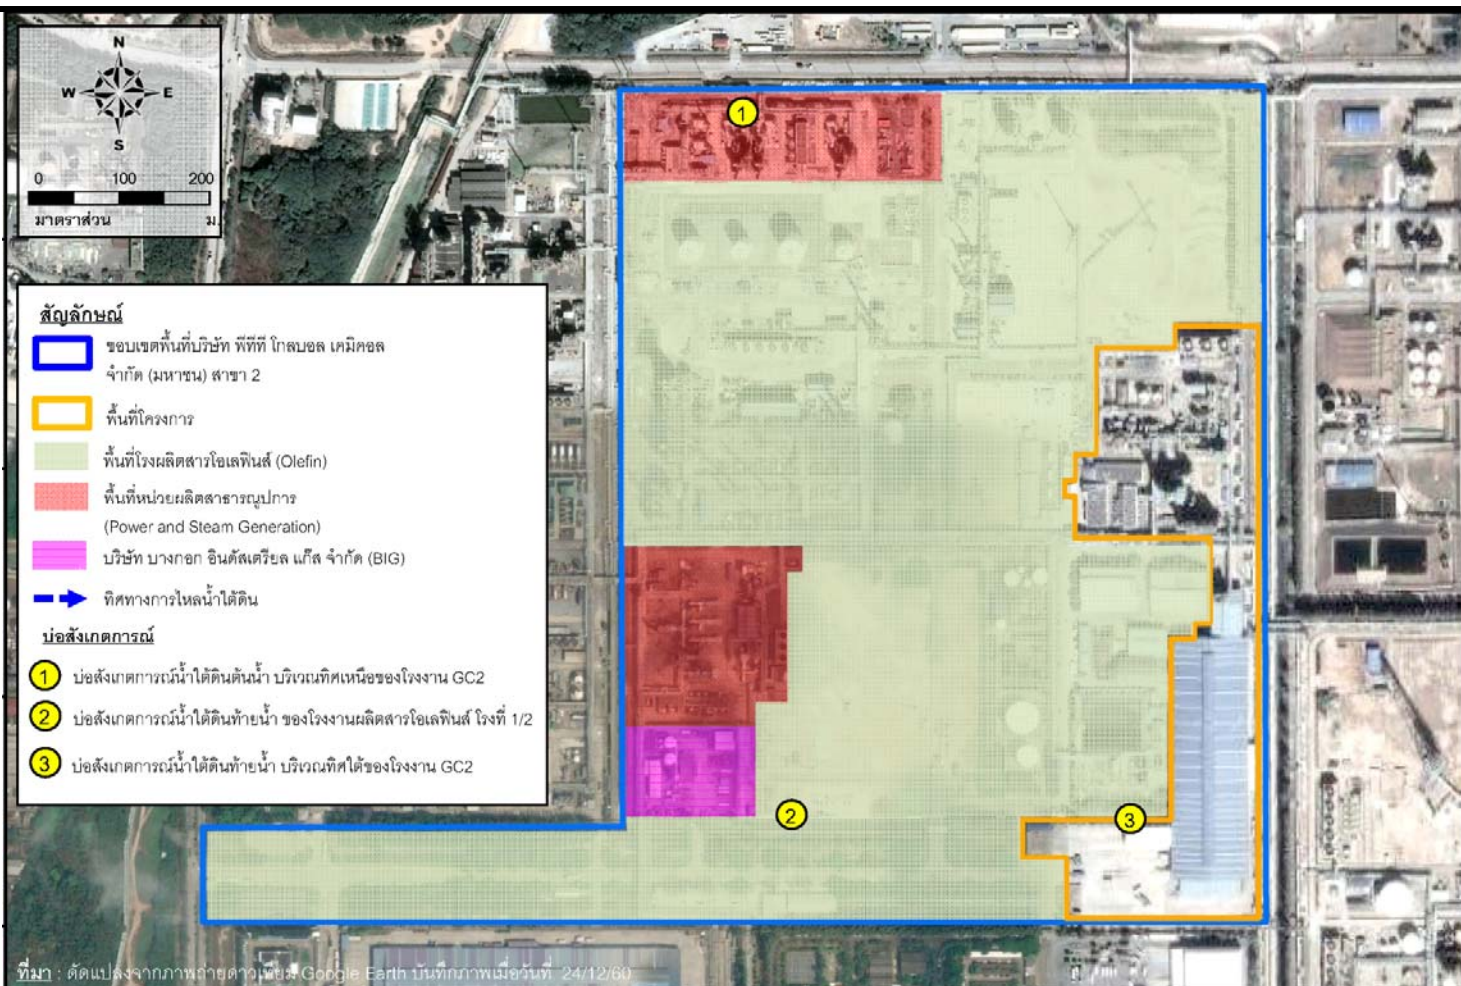 N
W E
S
0 100 200
มาตราส่วน ม.
สัญลักษณ์
ขอบเขตพื้นที่บริษัท พีทีที โกลบอล เคมิคอล
จำกัด (มหาชน) สาขา 2
พื้นที่โครงการ
พื้นที่โรงผลิตสารโอเลฟินส์ (Olefin)
พื้นที่หน่วยผลิตสาธารณูปการ
(Power and Steam Generation)
บริษัท บางกอก อินดัสเตรียล แก๊ส จำกัด (BIG)
ทิศทางการไหลน้ำใต้ดิน
บ่อสังเกตการณ์
1 บ่อสังเกตการณ์น้ำใต้ดินต้นน้ำ บริเวณทิศเหนือของโรงงาน GC2
2 บ่อสังเกตการณ์น้ำใต้ดินท้ายน้ำ ของโรงงานผลิตสารโอเลฟินส์ โรงที่ 1/2
3 บ่อสังเกตการณ์น้ำใต้ดินท้ายน้ำ บริเวณทิศใต้ของโรงงาน GC2
1
2
3
ที่มา : ดัดแปลงจากภาพถ่ายดาวเทียม Google Earth บันทึกภาพเมื่อวันที่ 24/12/60